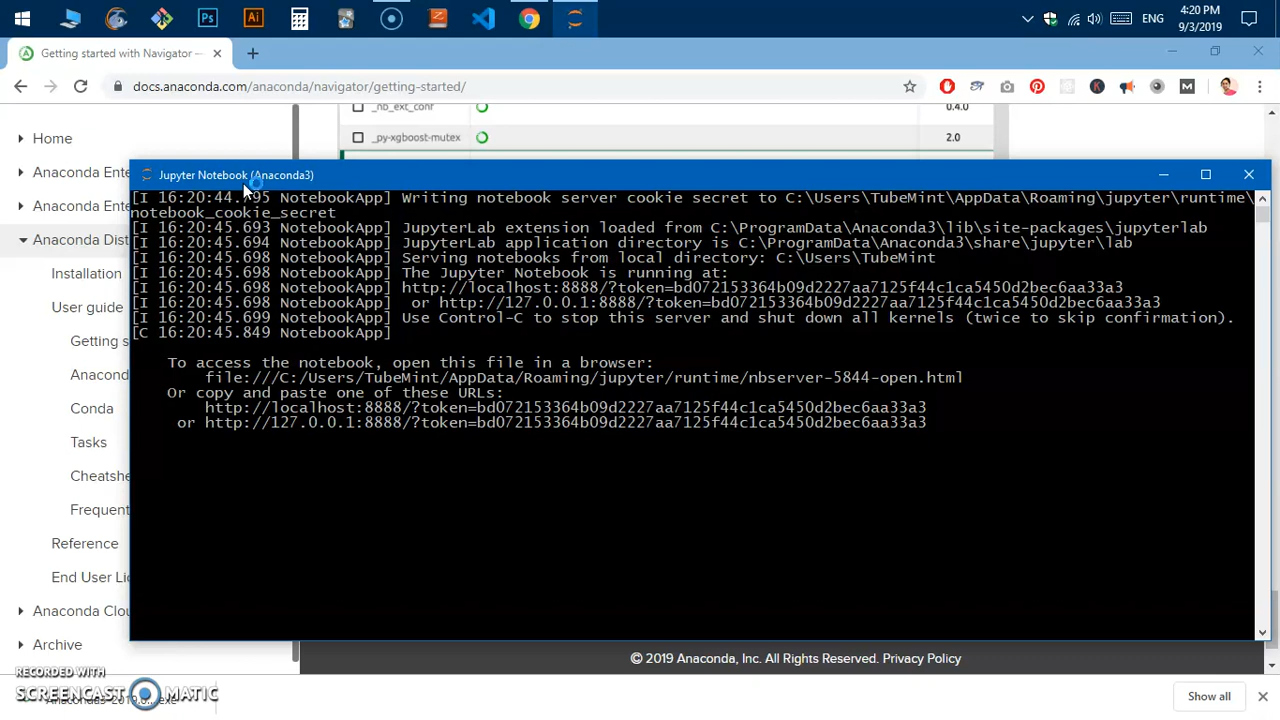 4:20 PM
ENG
9/3/2019
Getting started with Navigator —
docs.anaconda.com/anaconda/navigator/getting-started/
_nb_ext_conf 0.4.0
_py-xgboost-mutex 2.0
Home
Anaconda Ente
Anaconda Ente
Anaconda Dist
Installation
User guide
Getting s
Anacond
Conda
Tasks
Cheatshe
Frequent
Reference
End User Lic
Anaconda Clou
Archive
Jupyter Notebook (Anaconda3)
[I 16:20:44.795 NotebookApp] Writing notebook server cookie secret to C:\Users\TubeMint\AppData\Roaming\jupyter\runtime\
notebook_cookie_secret
[I 16:20:45.693 NotebookApp] JupyterLab extension loaded from C:\ProgramData\Anaconda3\lib\site-packages\jupyterlab
[I 16:20:45.694 NotebookApp] JupyterLab application directory is C:\ProgramData\Anaconda3\share\jupyter\lab
[I 16:20:45.698 NotebookApp] Serving notebooks from local directory: C:\Users\TubeMint
[I 16:20:45.698 NotebookApp] The Jupyter Notebook is running at:
[I 16:20:45.698 NotebookApp] http://localhost:8888/?token=bd072153364b09d2227aa7125f44c1ca5450d2bec6aa33a3
[I 16:20:45.698 NotebookApp]  or http://127.0.0.1:8888/?token=bd072153364b09d2227aa7125f44c1ca5450d2bec6aa33a3
[I 16:20:45.699 NotebookApp] Use Control-C to stop this server and shut down all kernels (twice to skip confirmation).
[C 16:20:45.849 NotebookApp]
To access the notebook, open this file in a browser:
file:///C:/Users/TubeMint/AppData/Roaming/jupyter/runtime/nbserver-5844-open.html
Or copy and paste one of these URLs:
http://localhost:8888/?token=bd072153364b09d2227aa7125f44c1ca5450d2bec6aa33a3
or http://127.0.0.1:8888/?token=bd072153364b09d2227aa7125f44c1ca5450d2bec6aa33a3
© 2019 Anaconda, Inc. All Rights Reserved. Privacy Policy
RECORDED WITH
SCREENCAST MATIC
Show all